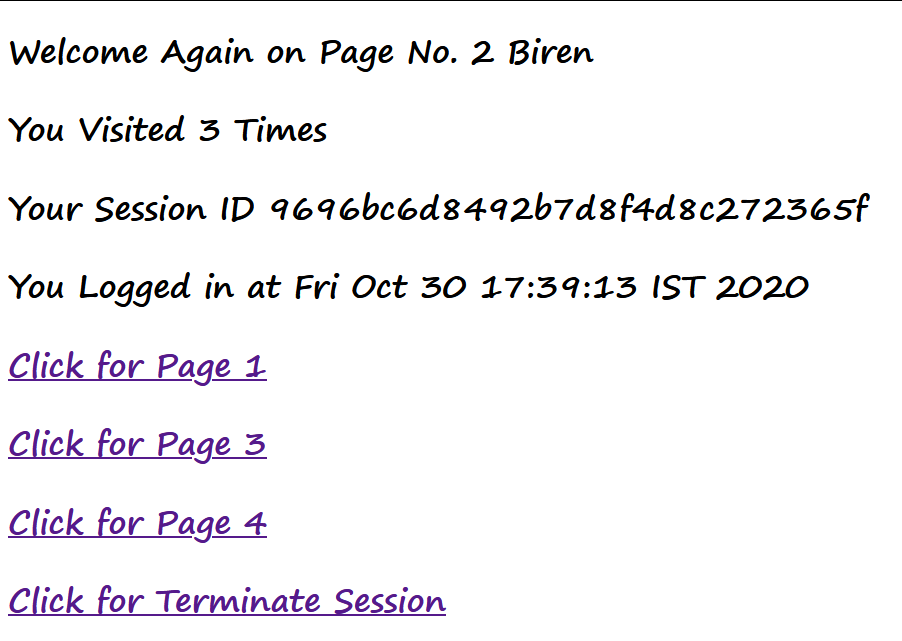 Welcome Again on Page No. 2 Biren
You Visited 3 Times
Your Session ID 9696bc6d8492b7d8f4d8c272365f
You Logged in at Fri Oct 30 17:39:13 IST 2020
Click for Page 1
Click for Page 3
Click for Page 4
Click for Terminate Session